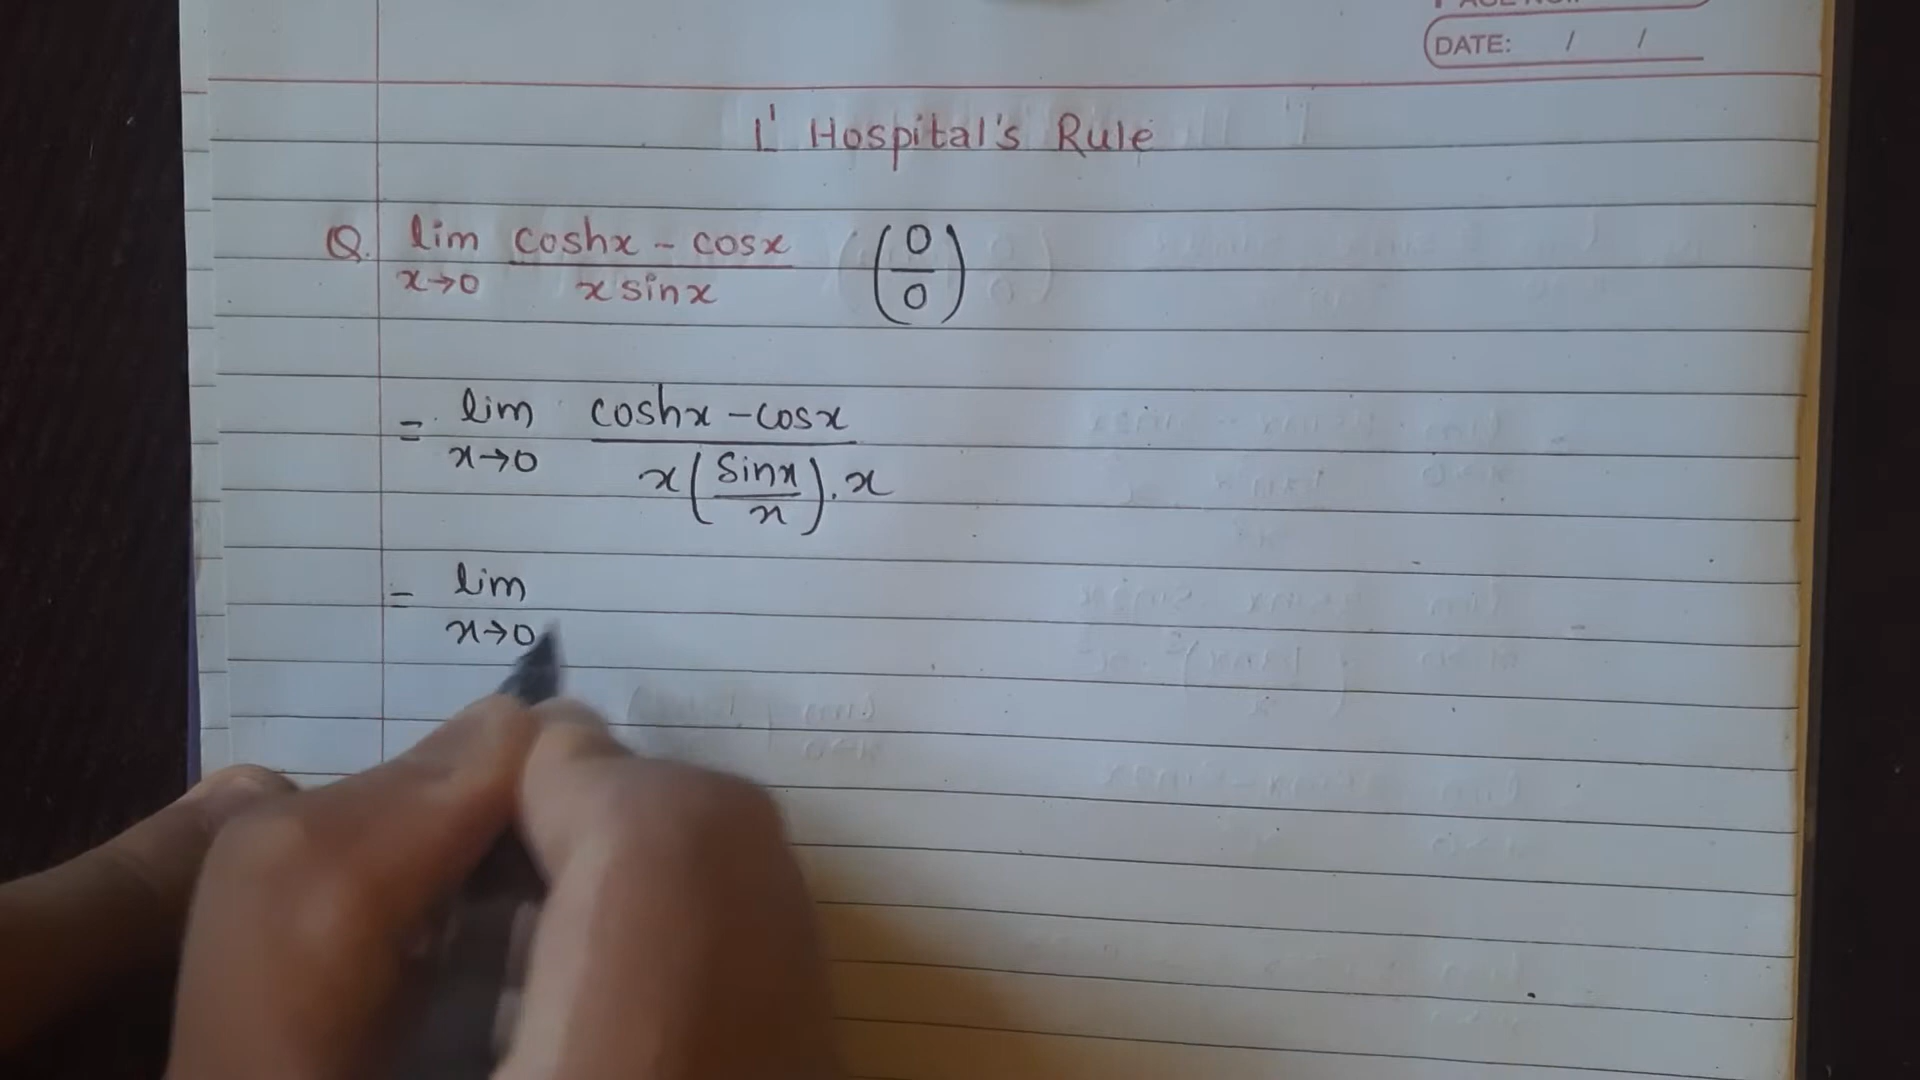 DATE: / /
L' Hospital's Rule
Q. lim x→0 (coshx - cosx)/(x sinx) (0/0)
= lim x→0 (coshx - cosx)/(x (sinx/x) . x)
= lim x→0